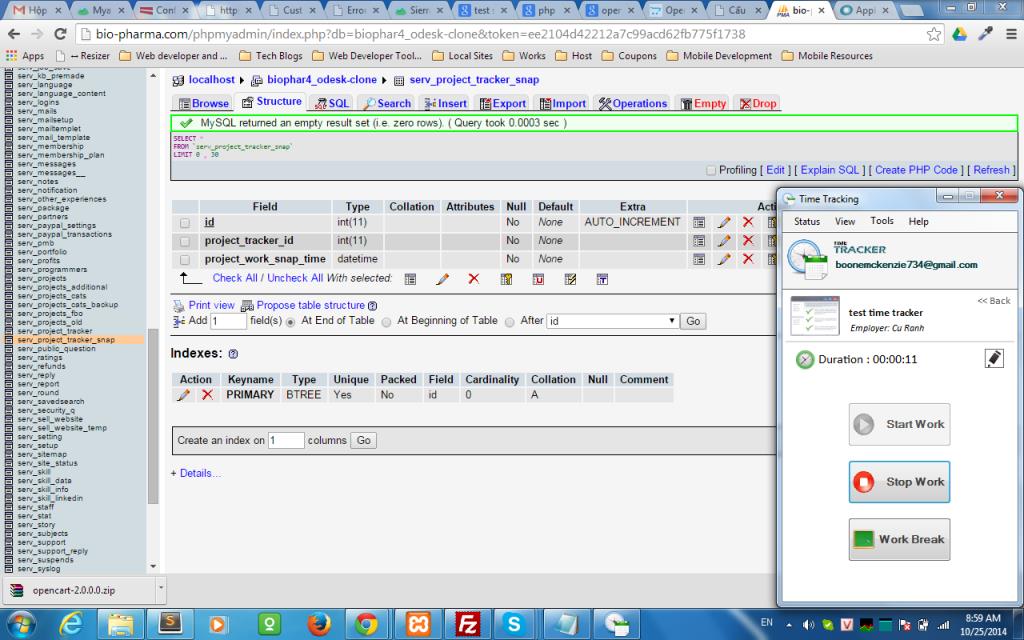 Hộp
Mya
Cont
http
Cust
Erro
Sierr
test
php
oper
Ope
Cấu
bio-p
Appl
bio-pharma.com/phpmyadmin/index.php?db=biophar4_odesk-clone&token=ee2104d42212a7c99acd62fb775f1738
Apps
-- Resizer
Web developer and ...
Tech Blogs
Web Developer Tool...
Local Sites
Works
Host
Coupons
Mobile Development
Mobile Resources
serv_kb_premade
serv_language
serv_language_content
serv_logins
serv_mails
serv_mailsetup
serv_mailtemplet
serv_mail_template
serv_membership
serv_membership_plan
serv_messages
serv_messages__
serv_notes
serv_notification
serv_other_experiences
serv_package
serv_partners
serv_paypal_settings
serv_paypal_transactions
serv_pmb
serv_portfolio
serv_profits
serv_programmers
serv_projects
serv_projects_additional
serv_projects_cats
serv_projects_cats_backup
serv_projects_foo
serv_projects_old
serv_project_tracker
serv_project_tracker_snap
serv_public_question
serv_ratings
serv_refunds
serv_reply
serv_report
serv_round
serv_savedsearch
serv_security_q
serv_sell_website
serv_sell_website_temp
serv_setting
serv_setup
serv_sitemap
serv_site_status
serv_skill
serv_skill_data
serv_skill_info
serv_skill_linkedin
serv_staff
serv_stat
serv_story
serv_subjects
serv_support
serv_support_reply
serv_suspends
serv_syslog
localhost
biophar4_odesk-clone
serv_project_tracker_snap
Browse
Structure
SQL
Search
Insert
Export
Import
Operations
Empty
Drop
MySQL returned an empty result set (i.e. zero rows). ( Query took 0.0003 sec )
SELECT *
FROM `serv_project_tracker_snap`
LIMIT 0 , 30
Profiling [ Edit ] [ Explain SQL ] [ Create PHP Code ] [ Refresh ]
Field Type Collation Attributes Null Default Extra Acti
id int(11) No None AUTO_INCREMENT
project_tracker_id int(11) No None
project_work_snap_time datetime No None
Check All / Uncheck All With selected:
Print view Propose table structure
Add 1 field(s) At End of Table At Beginning of Table After id Go
Indexes:
Action Keyname Type Unique Packed Field Cardinality Collation Null Comment
PRIMARY BTREE Yes No id 0 A
Create an index on 1 columns Go
+ Details...
Time Tracking
Status View Tools Help
TIME
TRACKER
boonemckenzie734@gmail.com
<< Back
test time tracker
Employer: Cu Ranh
Duration : 00:00:11
Start Work
Stop Work
Work Break
opencart-2.0.0.0.zip
EN
8:59 AM
10/25/2014